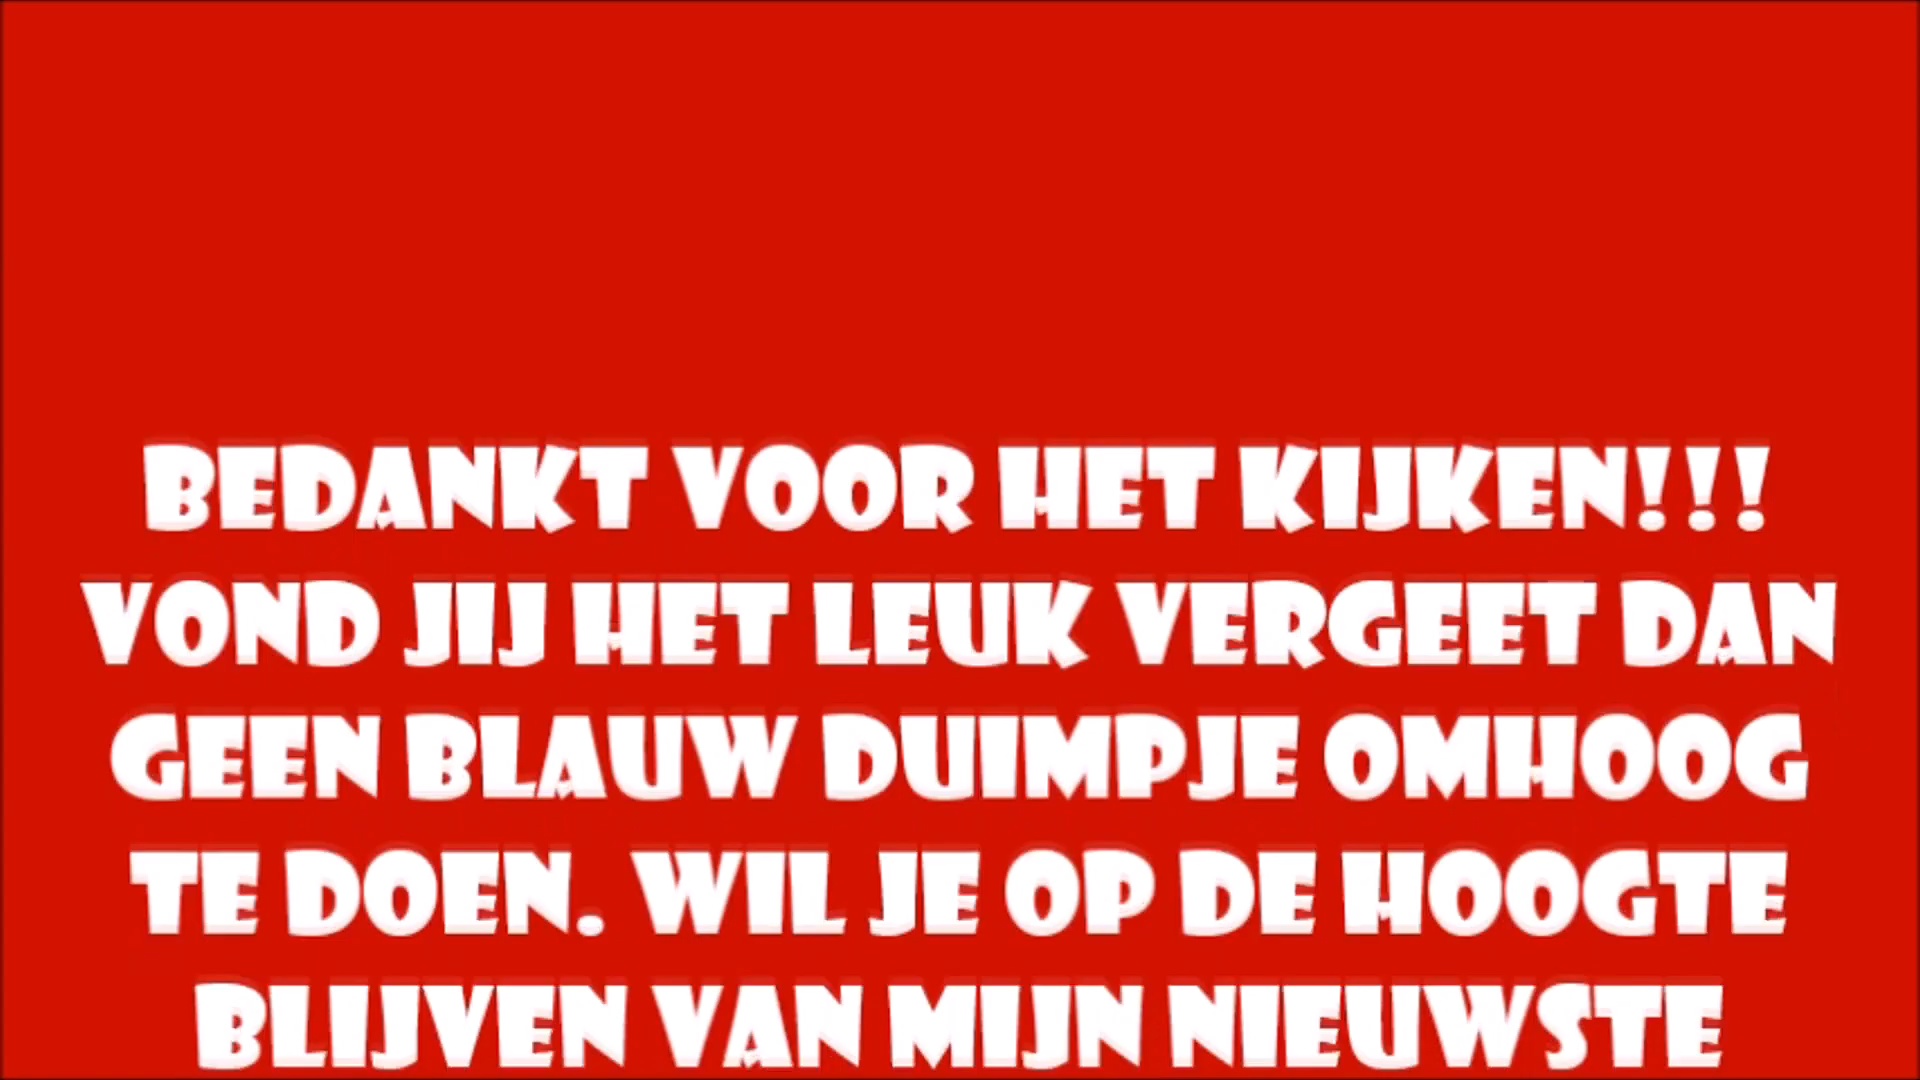 BEDANKT VOOR HET KIJKEN!!!
VOND JIJ HET LEUK VERGEET DAN
GEEN BLAUW DUIMPJE OMHOOG
TE DOEN. WIL JE OP DE HOOGTE
BLIJVEN VAN MIJN NIEUWSTE